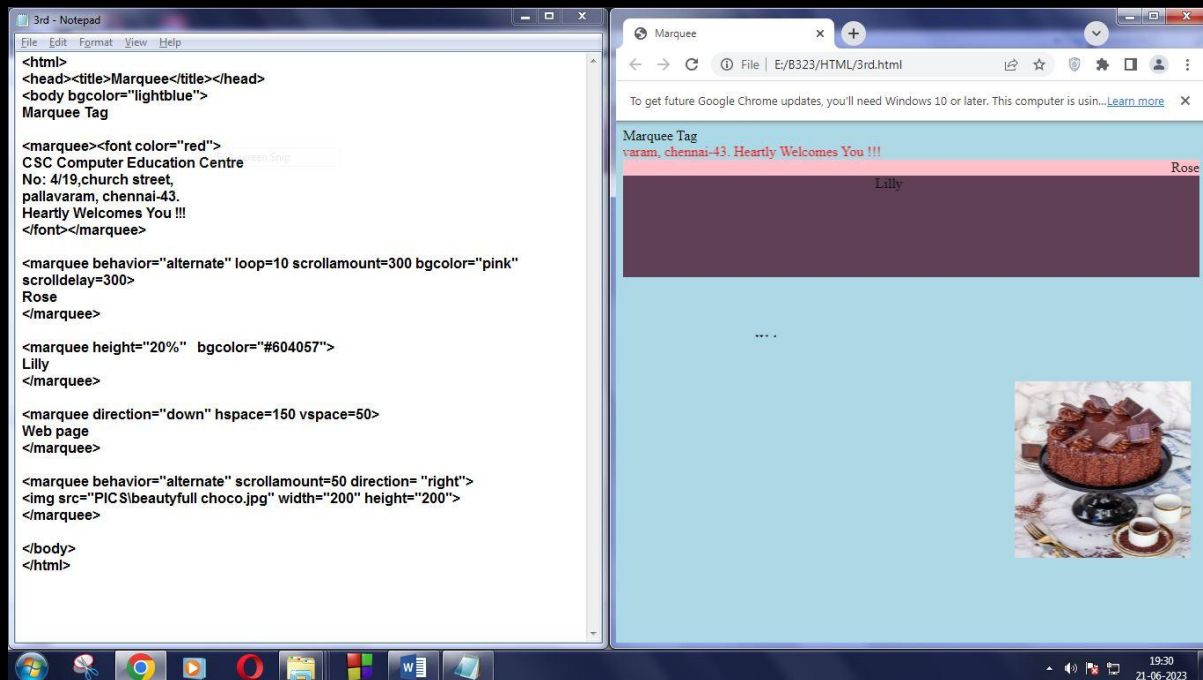 3rd - Notepad
File Edit Format View Help
<html>
<head><title>Marquee</title></head>
<body bgcolor="lightblue">
Marquee Tag
<marquee><font color="red">
CSC Computer Education Centre
No: 4/19,church street,
pallavaram, chennai-43.
Heartly Welcomes You !!!
</font></marquee>
<marquee behavior="alternate" loop=10 scrollamount=300 bgcolor="pink"
scrolldelay=300>
Rose
</marquee>
<marquee height="20%"   bgcolor="#604057">
Lilly
</marquee>
<marquee direction="down" hspace=150 vspace=50>
Web page
</marquee>
<marquee behavior="alternate" scrollamount=50 direction= "right">
<img src="PICS\beautyfull choco.jpg" width="200" height="200">
</marquee>
</body>
</html>
Marquee
File | E:/B323/HTML/3rd.html
To get future Google Chrome updates, you'll need Windows 10 or later. This computer is usin... Learn more
Marquee Tag
varam, chennai-43. Heartly Welcomes You !!!
Rose
Lilly
19:30
21-06-2023